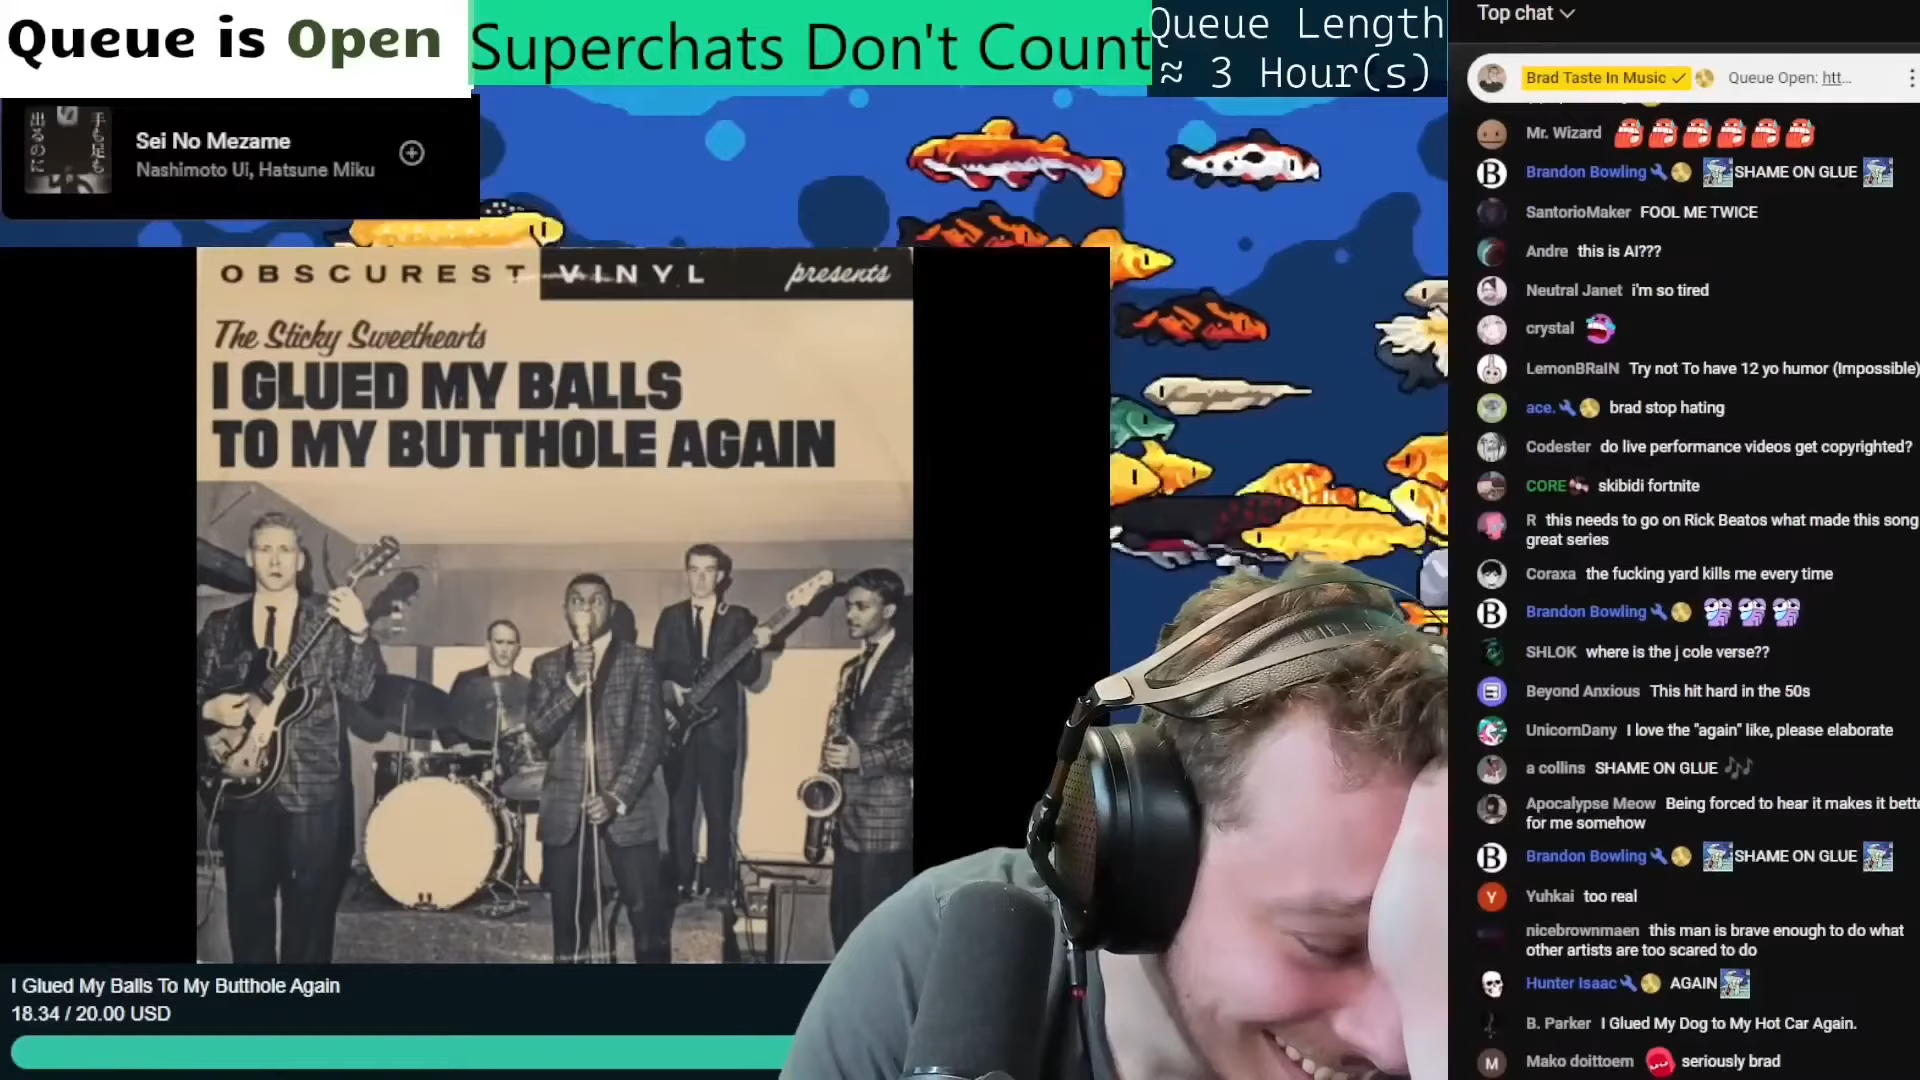 Queue is Open
Superchats Don't Count
Queue Length
≈ 3 Hour(s)
手も足も
出るのに
Sei No Mezame
Nashimoto Ui, Hatsune Miku
OBSCUREST VINYL presents
The Sticky Sweethearts
I GLUED MY BALLS
TO MY BUTTHOLE AGAIN
I Glued My Balls To My Butthole Again
18.34 / 20.00 USD
Top chat
Brad Taste In Music Queue Open: htt...
Mr. Wizard
Brandon Bowling SHAME ON GLUE
SantorioMaker FOOL ME TWICE
Andre this is AI???
Neutral Janet i'm so tired
crystal
LemonBRaIN Try not To have 12 yo humor (Impossible)
ace. brad stop hating
Codester do live performance videos get copyrighted?
CORE skibidi fortnite
R this needs to go on Rick Beatos what made this song
great series
Coraxa the fucking yard kills me every time
Brandon Bowling
SHLOK where is the j cole verse??
Beyond Anxious This hit hard in the 50s
UnicornDany I love the "again" like, please elaborate
a collins SHAME ON GLUE
Apocalypse Meow Being forced to hear it makes it bette
for me somehow
Brandon Bowling SHAME ON GLUE
Y
Yuhkai too real
nicebrownmaen this man is brave enough to do what
other artists are too scared to do
Hunter Isaac AGAIN
B. Parker I Glued My Dog to My Hot Car Again.
M
Mako doittoem seriously brad